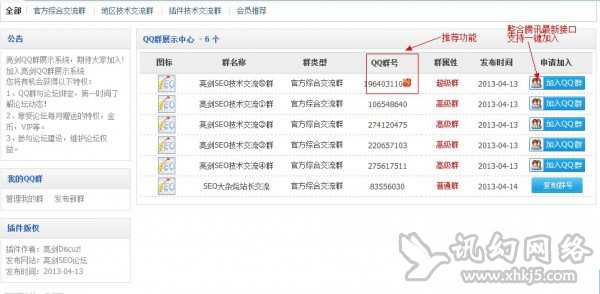 全部 官方综合交流群 地区技术交流群 插件技术交流群 会员推荐
公告
高剑QQ群展示系统，期待大家加入!
加入高剑QQ群展示系统
您将有机会获得以下特权：
1、QQ群与论坛绑定，第一时间了
解论坛动态！
2、享受论坛每月赠送的特权，金
币，VIP等。
3、参与论坛建设，维护论坛权
益。
我的QQ群
管理我的群 发布新群
插件版权
插件作者：高剑Discuz!
发布网站：高剑SEO论坛
发布时间：2013-04-13
QQ群展示中心 - 6 个
推荐功能
整合腾讯最新接口
支持一键加入
图标 群名称 群类型 QQ群号 群属性 发布时间 申请加入
高剑SEO技术交流 官方综合交流群 196403110 超级群 2013-04-13 加入QQ群
高剑SEO技术交流①群 官方综合交流群 106548640 高级群 2013-04-13 加入QQ群
高剑SEO技术交流②群 官方综合交流群 274120475 高级群 2013-04-13 加入QQ群
高剑SEO技术交流③群 官方综合交流群 220657103 高级群 2013-04-13 加入QQ群
高剑SEO技术交流④群 官方综合交流群 275617511 高级群 2013-04-13 加入QQ群
SEO大杂烩站长交流 官方综合交流群 83556030 普通群 2013-04-14 复制群号
讯幻网络
www.xhkj5.com